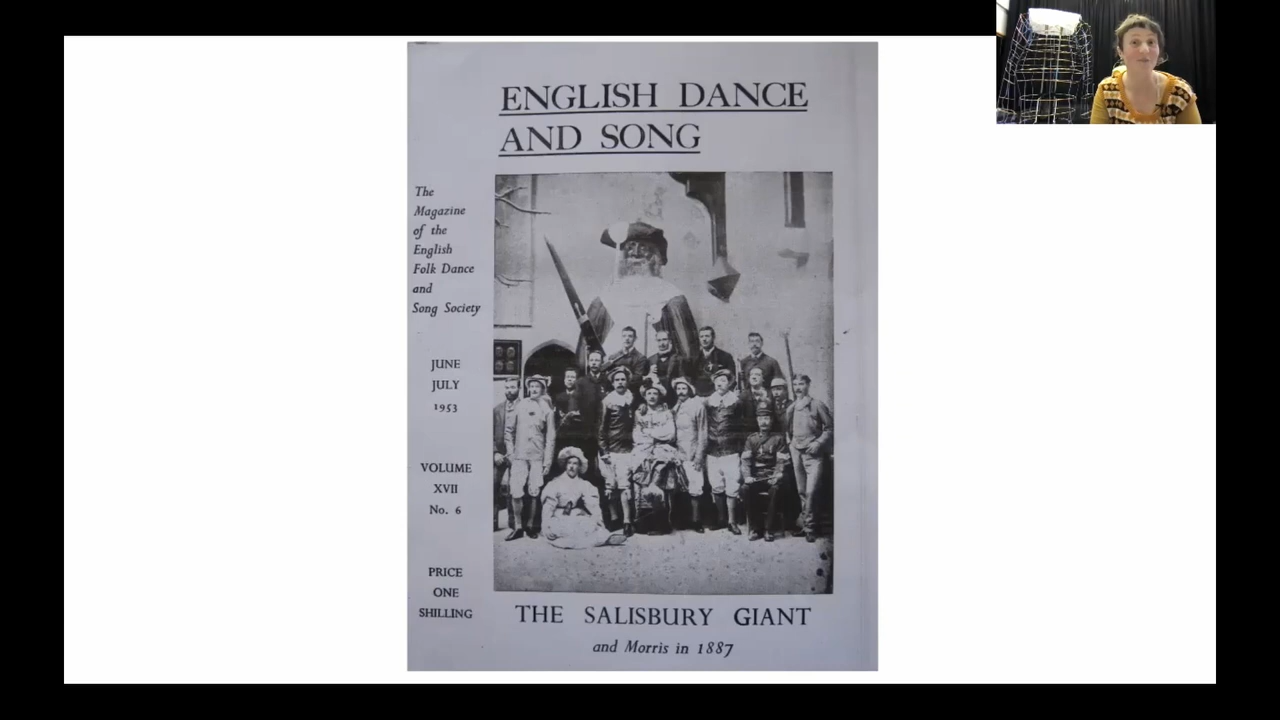 ENGLISH DANCE
AND SONG
The
Magazine
of the
English
Folk Dance
and
Song Society
JUNE
JULY
1953
VOLUME
XVII
No. 6
PRICE
ONE
SHILLING
THE SALISBURY GIANT
and Morris in 1887